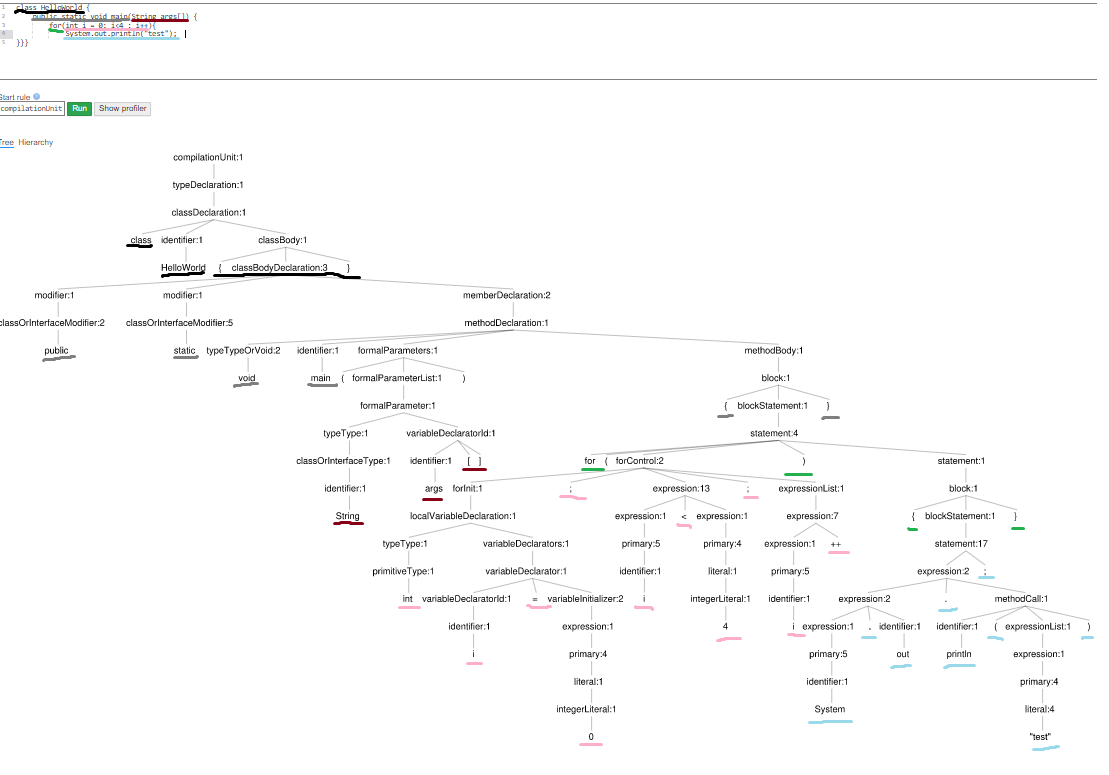 1 class HelloWorld {
2 public static void main(String args[]) {
3 for(int i = 0; i<4 ; i++){
4 System.out.println("test");
5 }}}
Start rule
compilationUnit Run Show profiler
Tree Hierarchy
compilationUnit:1
typeDeclaration:1
classDeclaration:1
class identifier:1 classBody:1
HelloWorld { classBodyDeclaration:3 }
modifier:1 modifier:1 memberDeclaration:2
classOrInterfaceModifier:2 classOrInterfaceModifier:5 methodDeclaration:1
public static typeTypeOrVoid:2 identifier:1 formalParameters:1 methodBody:1
void main ( formalParameterList:1 ) block:1
formalParameter:1 { blockStatement:1 }
typeType:1 variableDeclaratorId:1 statement:4
classOrInterfaceType:1 identifier:1 [ ] for ( forControl:2 ) statement:1
identifier:1 args forInit:1 ; expression:13 ; expressionList:1 block:1
String localVariableDeclaration:1 expression:1 < expression:1 expression:7 { blockStatement:1 }
typeType:1 variableDeclarators:1 primary:5 primary:4 expression:1 ++ statement:17
primitiveType:1 variableDeclarator:1 identifier:1 literal:1 primary:5 expression:2 ;
int variableDeclaratorId:1 = variableInitializer:2 i integerLiteral:1 identifier:1 expression:2 . methodCall:1
identifier:1 expression:1 4 i expression:1 . identifier:1 identifier:1 ( expressionList:1 )
i primary:4 primary:5 out println expression:1
literal:1 identifier:1 primary:4
integerLiteral:1 System literal:4
0 "test"